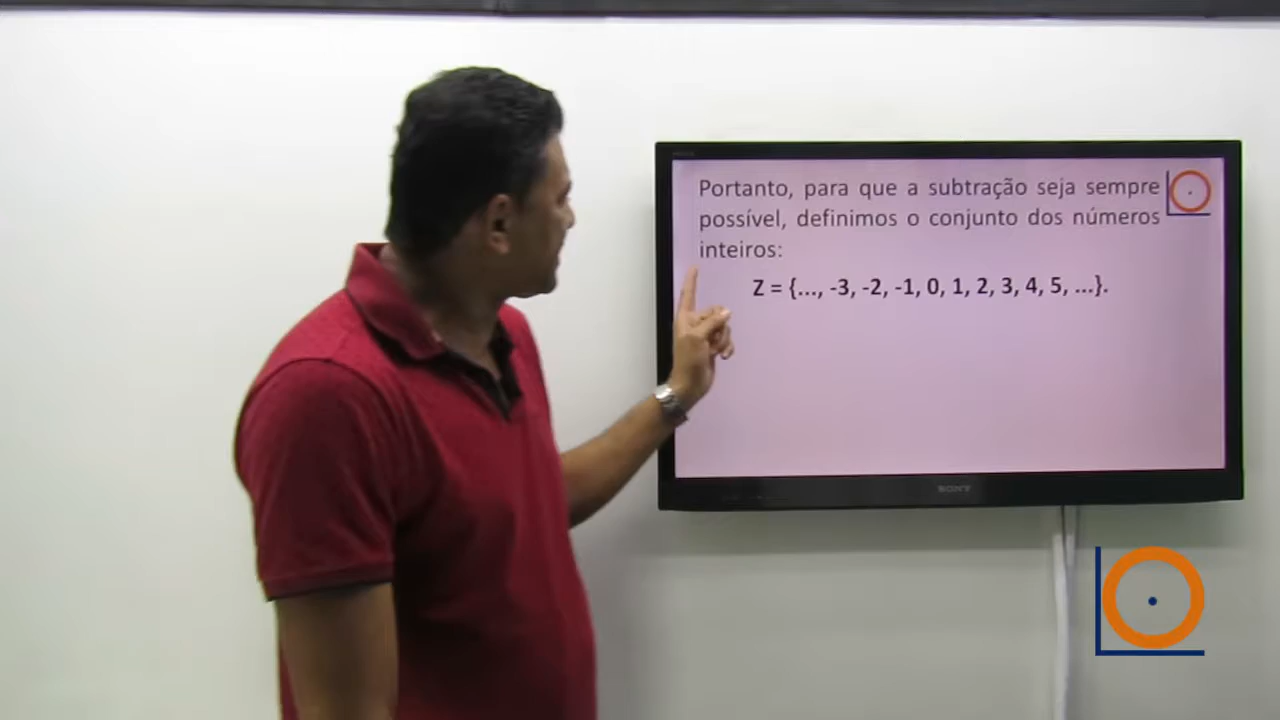 Portanto, para que a subtração seja sempre
possível, definimos o conjunto dos números
inteiros:
Z = {..., -3, -2, -1, 0, 1, 2, 3, 4, 5, ...}.
SONY